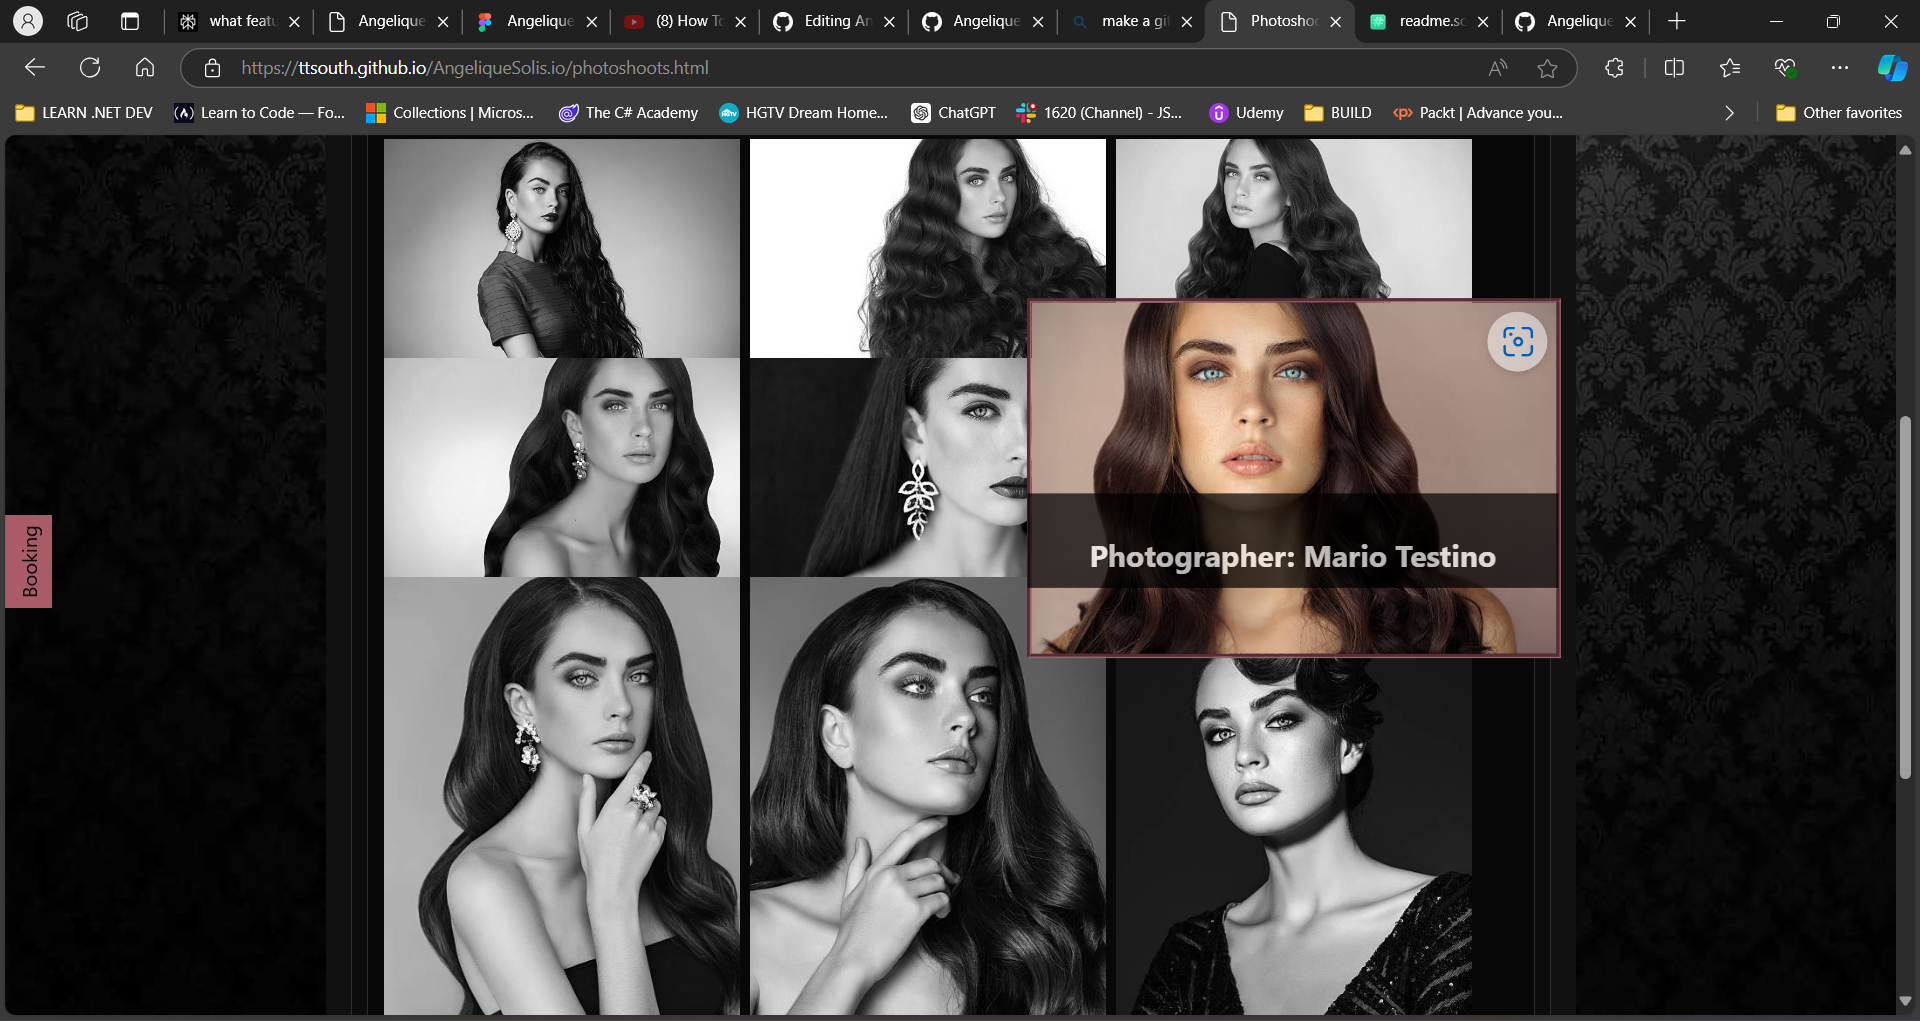 what featu
Angelique
Angelique
(8) How To
Editing An
Angelique
make a gif
Photoshoo
readme.so
Angelique
https://ttsouth.github.io/AngeliqueSolis.io/photoshoots.html
LEARN .NET DEV
Learn to Code — Fo...
Collections | Micros...
The C# Academy
HGTV Dream Home...
ChatGPT
1620 (Channel) - JS...
Udemy
BUILD
Packt | Advance you...
Other favorites
Booking
Photographer: Mario Testino